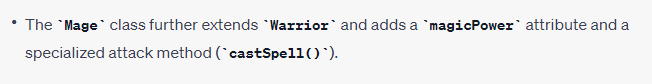 • The `Mage` class further extends `Warrior` and adds a `magicPower` attribute and a
specialized attack method (`castSpell()`).